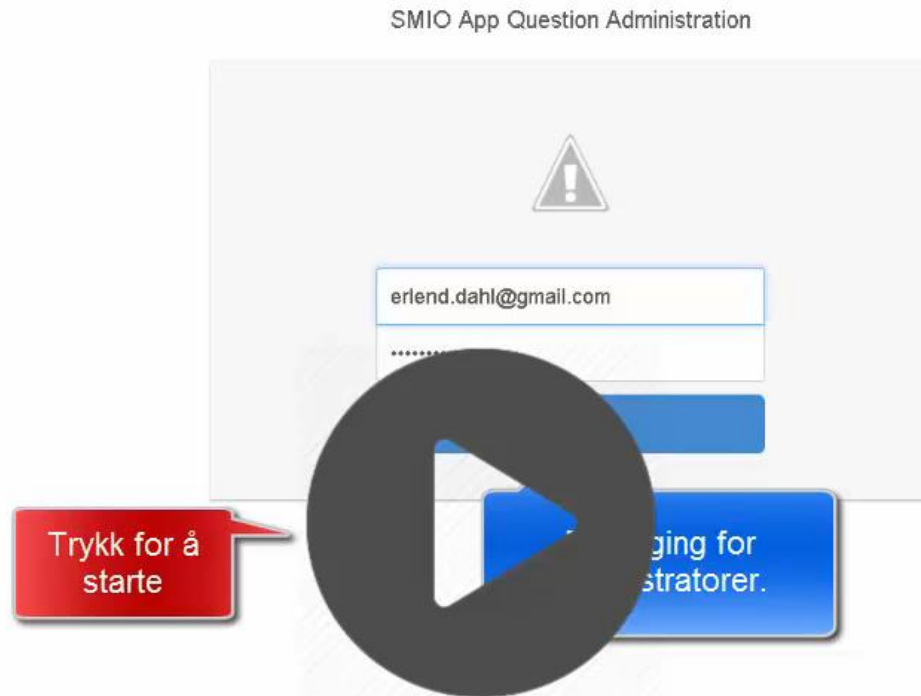 SMIO App Question Administration
erlend.dahl@gmail.com
Trykk for å
starte
ging for
stratorer.